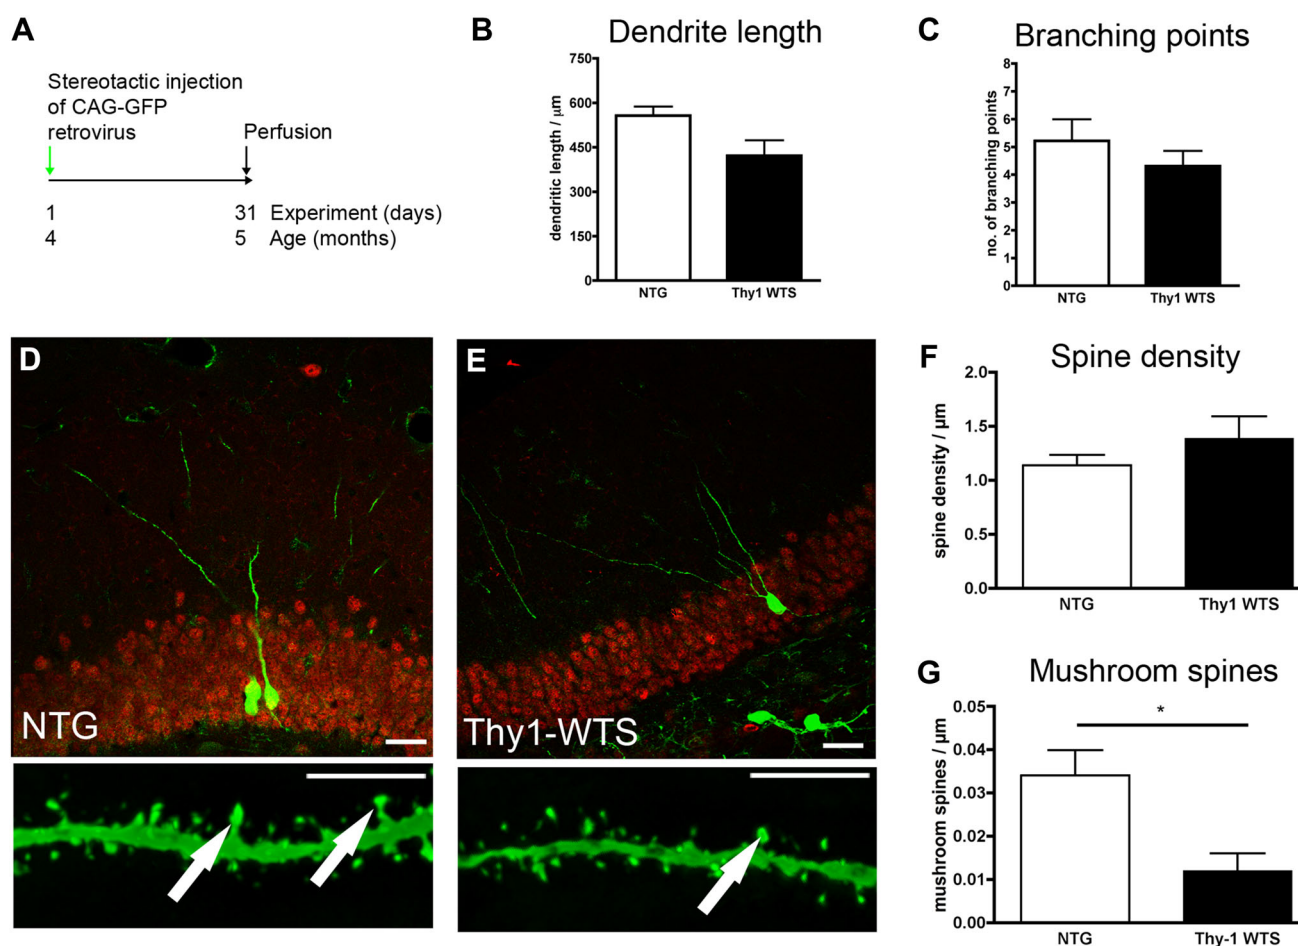 A
Stereotactic injection
of CAG-GFP
retrovirus
Perfusion
1 31 Experiment (days)
4 5 Age (months)
B
Dendrite length
dendritic length / µm
750
600
450
300
150
0
NTG Thy1 WTS
C
Branching points
no. of branching points
8
7
6
5
4
3
2
1
0
NTG Thy1 WTS
D
NTG
E
Thy1-WTS
F
Spine density
spine density / µm
2.0
1.5
1.0
0.5
0.0
NTG Thy1 WTS
G
Mushroom spines
mushroom spines / µm
0.05
0.04
0.03
0.02
0.01
0.00
*
NTG Thy-1 WTS